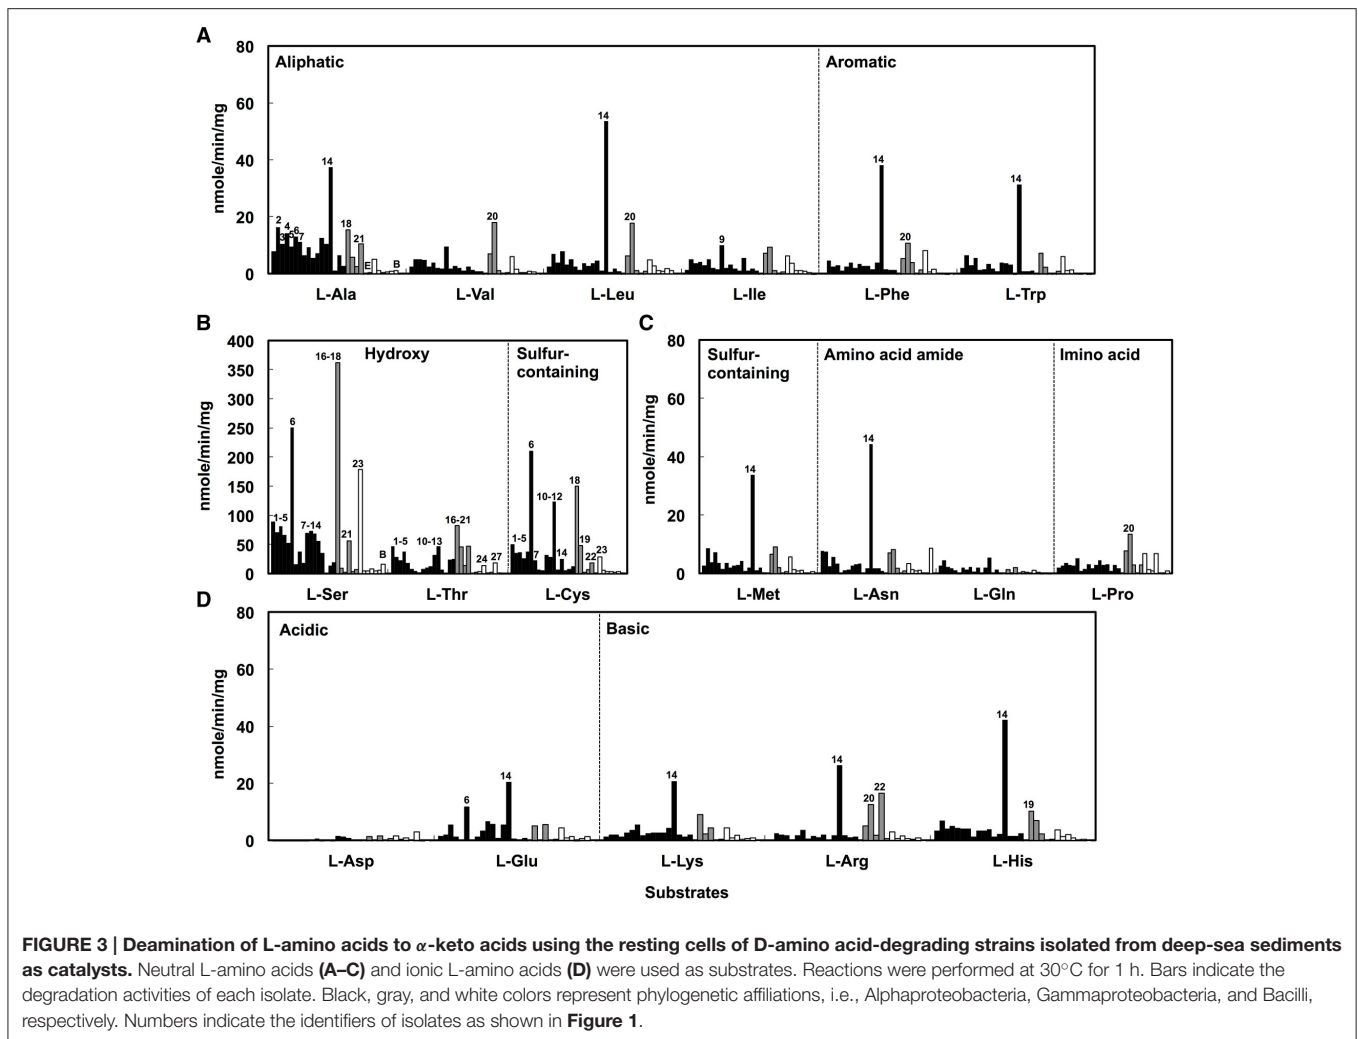 A
80
60
40
20
0
nmole/min/mg
Aliphatic
Aromatic
2
3
4
5
6
7
14
18
21
E
B
20
14
20
9
14
20
14
L-Ala
L-Val
L-Leu
L-Ile
L-Phe
L-Trp
B
400
350
300
250
200
150
100
50
0
nmole/min/mg
Hydroxy
Sulfur-
containing
1-5
6
7-14
16-18
21
23
B
1-5
10-13
16-21
24
27
1-5
6
7
10-12
14
18
19
22
23
L-Ser
L-Thr
L-Cys
C
80
60
40
20
0
nmole/min/mg
Sulfur-
containing
Amino acid amide
Imino acid
14
14
20
L-Met
L-Asn
L-Gln
L-Pro
D
80
60
40
20
0
nmole/min/mg
Acidic
Basic
6
14
14
14
20
22
14
19
L-Asp
L-Glu
L-Lys
L-Arg
L-His
Substrates
FIGURE 3 | Deamination of L-amino acids to α-keto acids using the resting cells of D-amino acid-degrading strains isolated from deep-sea sediments
as catalysts. Neutral L-amino acids (A–C) and ionic L-amino acids (D) were used as substrates. Reactions were performed at 30°C for 1 h. Bars indicate the
degradation activities of each isolate. Black, gray, and white colors represent phylogenetic affiliations, i.e., Alphaproteobacteria, Gammaproteobacteria, and Bacilli,
respectively. Numbers indicate the identifiers of isolates as shown in Figure 1.